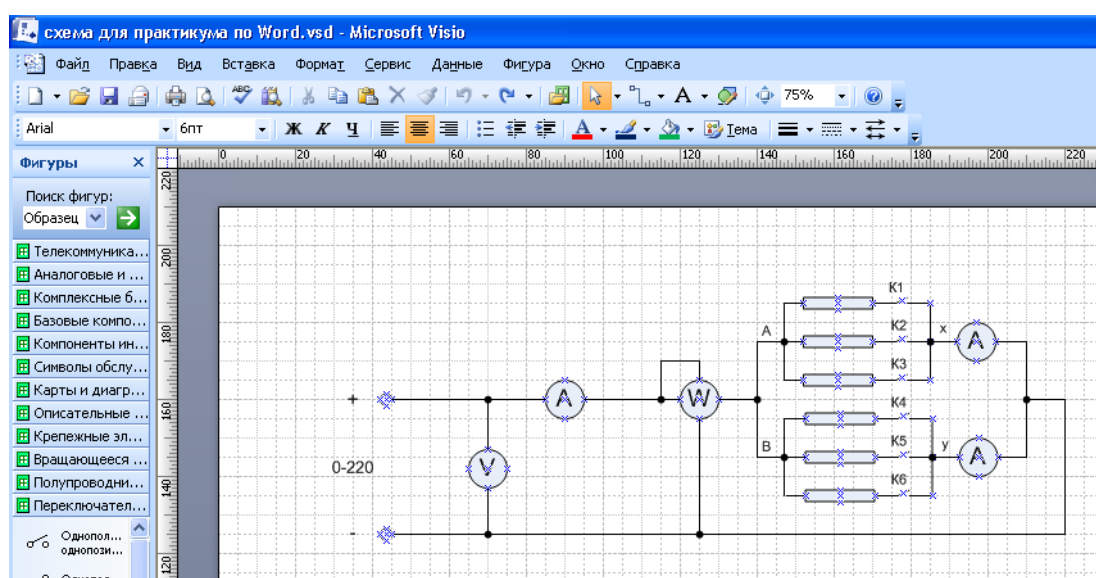 схема для практикума по Word.vsd - Microsoft Visio
Файл Правка Вид Вставка Формат Сервис Данные Фигура Окно Справка
ABC A 75%
Arial 6пт Ж К Ч A Тема
Фигуры ×
0 20 40 60 80 100 120 140 160 180 200 220
Поиск фигур:
Образец
220
200
180
160
140
120
Телекоммуника...
Аналоговые и ...
Комплексные б...
Базовые компо...
Компоненты ин...
Символы обслу...
Карты и диагр...
Описательные ...
Крепежные эл...
Вращающееся ...
Полупроводни...
Переключател...
Однопол...
однопози...
K1
A K2 x A
K3
+ A W K4
B K5 y A
0-220 V
K6
-